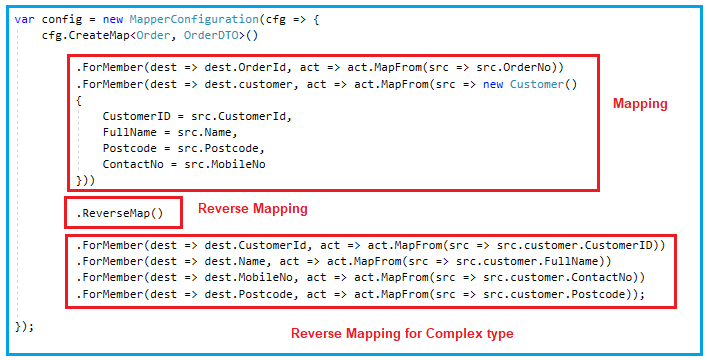 var config = new MapperConfiguration(cfg => {
cfg.CreateMap<Order, OrderDTO>()
.ForMember(dest => dest.OrderId, act => act.MapFrom(src => src.OrderNo))
.ForMember(dest => dest.customer, act => act.MapFrom(src => new Customer()
{
CustomerID = src.CustomerId,
FullName = src.Name,
Postcode = src.Postcode,
ContactNo = src.MobileNo
}))
Mapping
.ReverseMap()
Reverse Mapping
.ForMember(dest => dest.CustomerId, act => act.MapFrom(src => src.customer.CustomerID))
.ForMember(dest => dest.Name, act => act.MapFrom(src => src.customer.FullName))
.ForMember(dest => dest.MobileNo, act => act.MapFrom(src => src.customer.ContactNo))
.ForMember(dest => dest.Postcode, act => act.MapFrom(src => src.customer.Postcode));
});
Reverse Mapping for Complex type